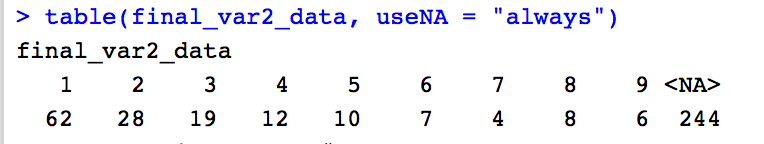 > table(final_var2_data, useNA = "always")
final_var2_data
1 2 3 4 5 6 7 8 9 <NA>
62 28 19 12 10 7 4 8 6 244